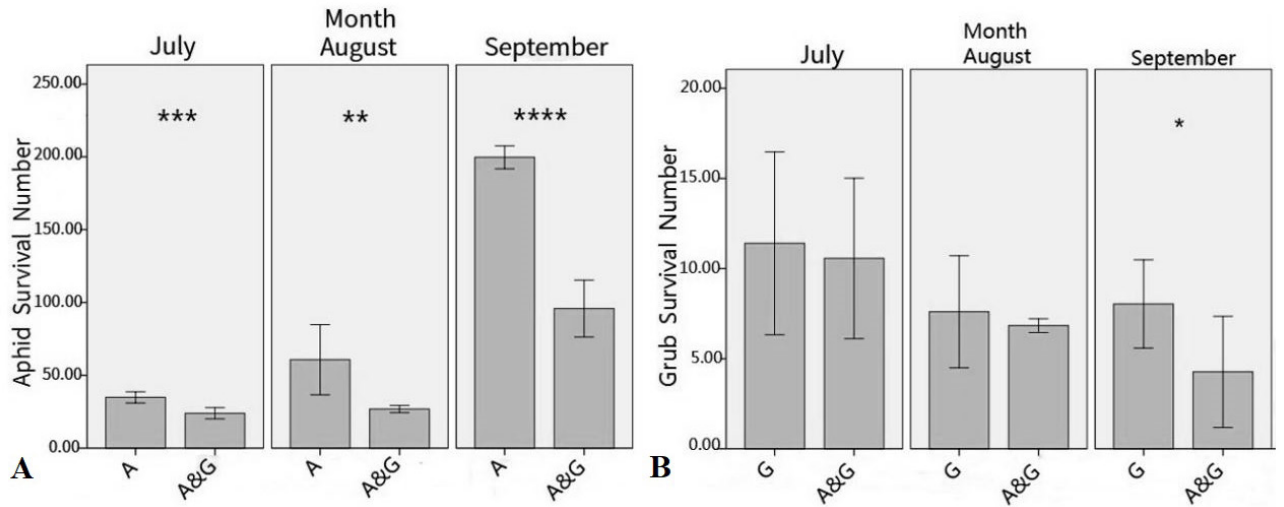 Month
July
August
September
Aphid Survival Number
250.00
200.00
150.00
100.00
50.00
0.00
***
**
****
A
A&G
A
A&G
A
A&G
A
Month
July
August
September
Grub Survival Number
20.00
15.00
10.00
5.00
0.00
*
G
A&G
G
A&G
G
A&G
B